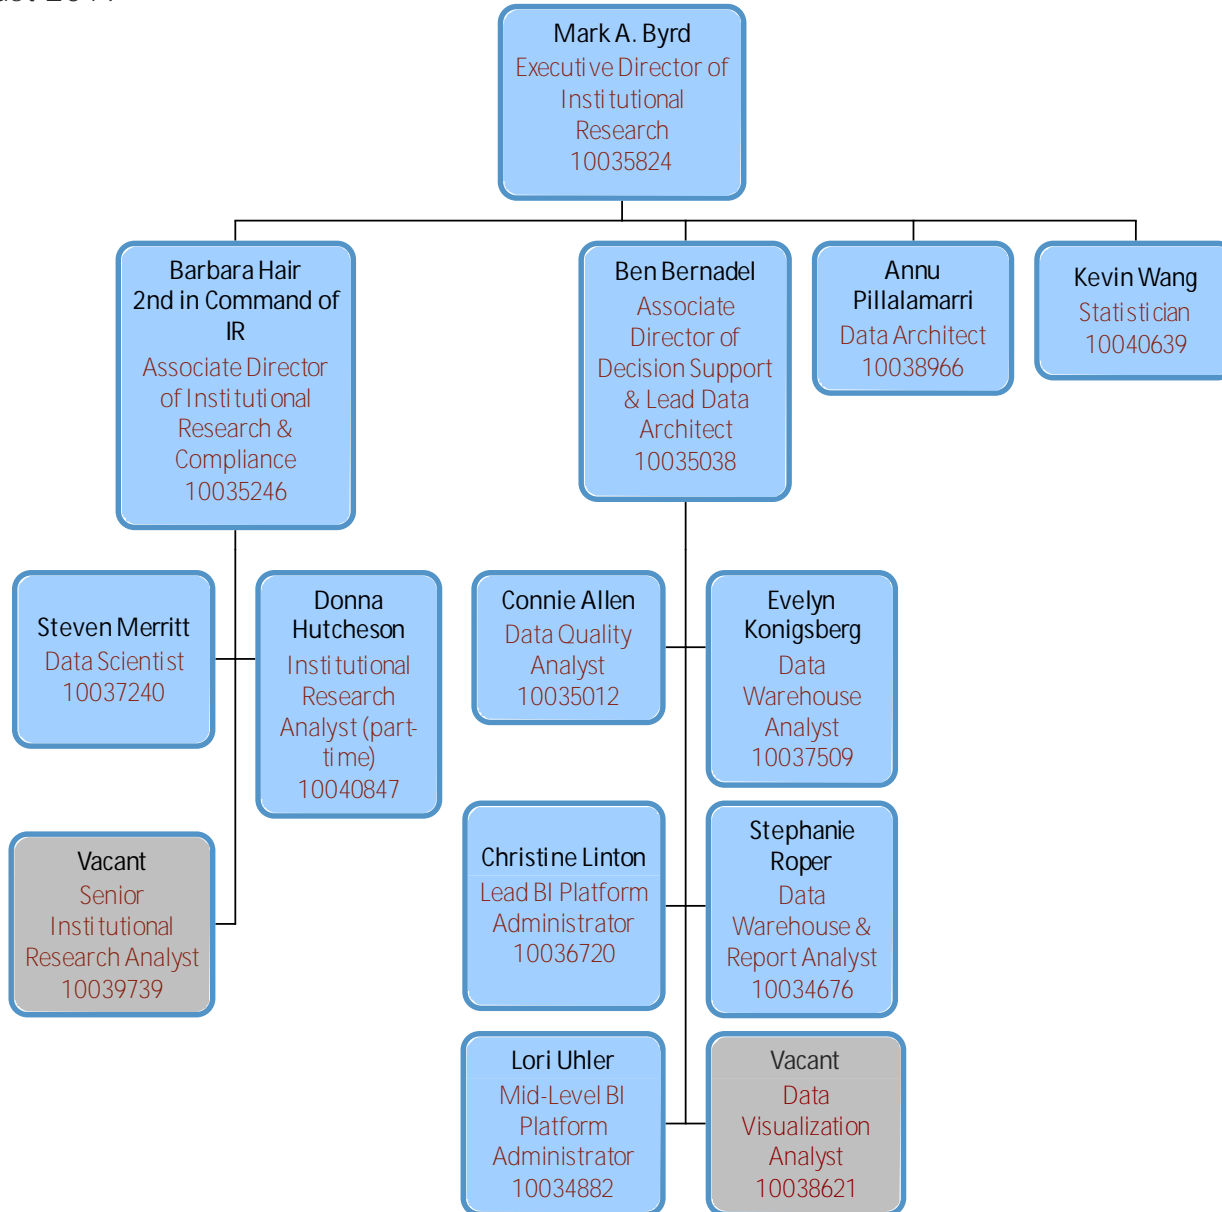 Mark A. Byrd
Executive Director of
Institutional
Research
10035824
Barbara Hair
2nd in Command of
IR
Associate Director
of Institutional
Research &
Compliance
10035246
Ben Bernadel
Associate
Director of
Decision Support
& Lead Data
Architect
10035038
Annu
Pillalamarri
Data Architect
10038966
Kevin Wang
Statistician
10040639
Steven Merritt
Data Scientist
10037240
Donna
Hutcheson
Institutional
Research
Analyst (part-
time)
10040847
Connie Allen
Data Quality
Analyst
10035012
Evelyn
Konigsberg
Data
Warehouse
Analyst
10037509
Vacant
Senior
Institutional
Research Analyst
10039739
Christine Linton
Lead BI Platform
Administrator
10036720
Stephanie
Roper
Data
Warehouse &
Report Analyst
10034676
Lori Uhler
Mid-Level BI
Platform
Administrator
10034882
Vacant
Data
Visualization
Analyst
10038621